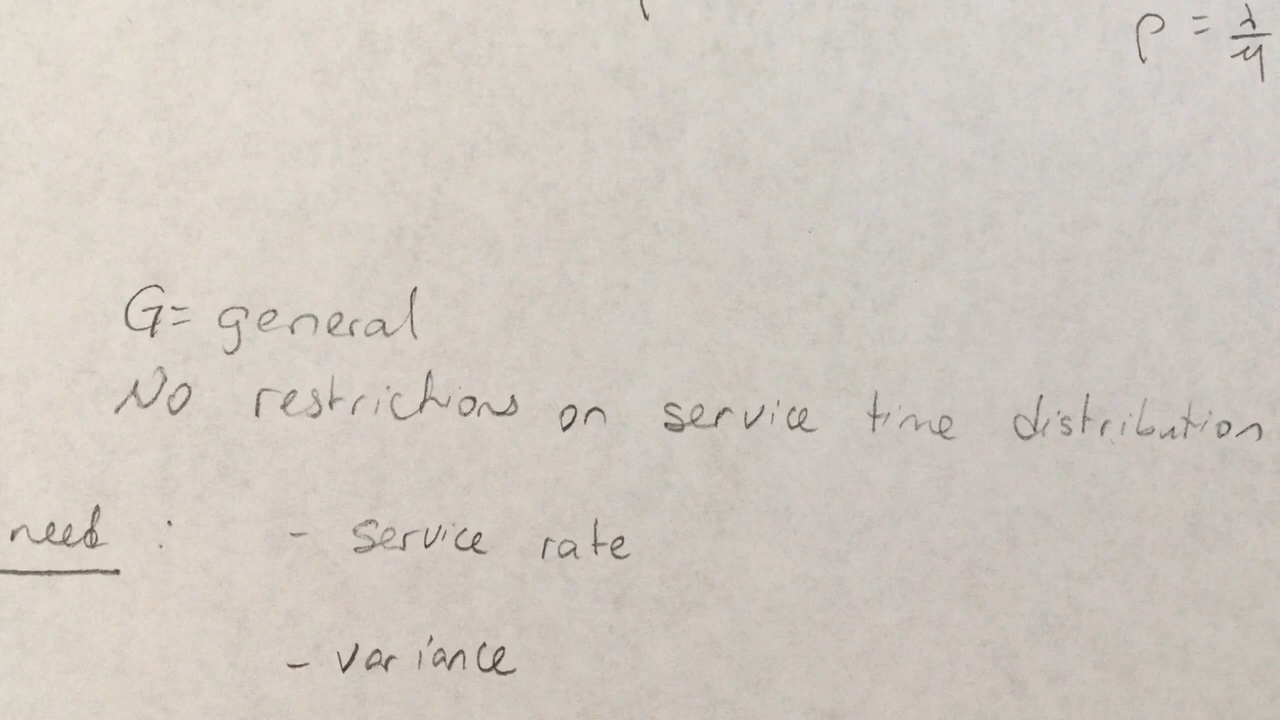 ρ = λ/μ
G= general
No restrictions on service time distribution
need : - service rate
- variance